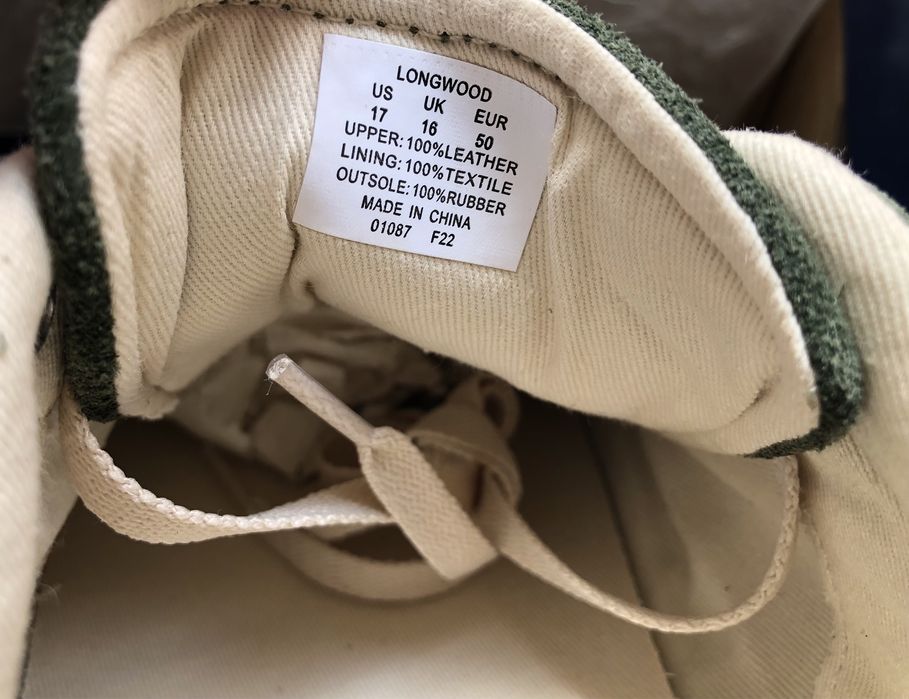 LONGWOOD
US UK EUR
17 16 50
UPPER: 100%LEATHER
LINING: 100%TEXTILE
OUTSOLE: 100%RUBBER
MADE IN CHINA
01087 F22